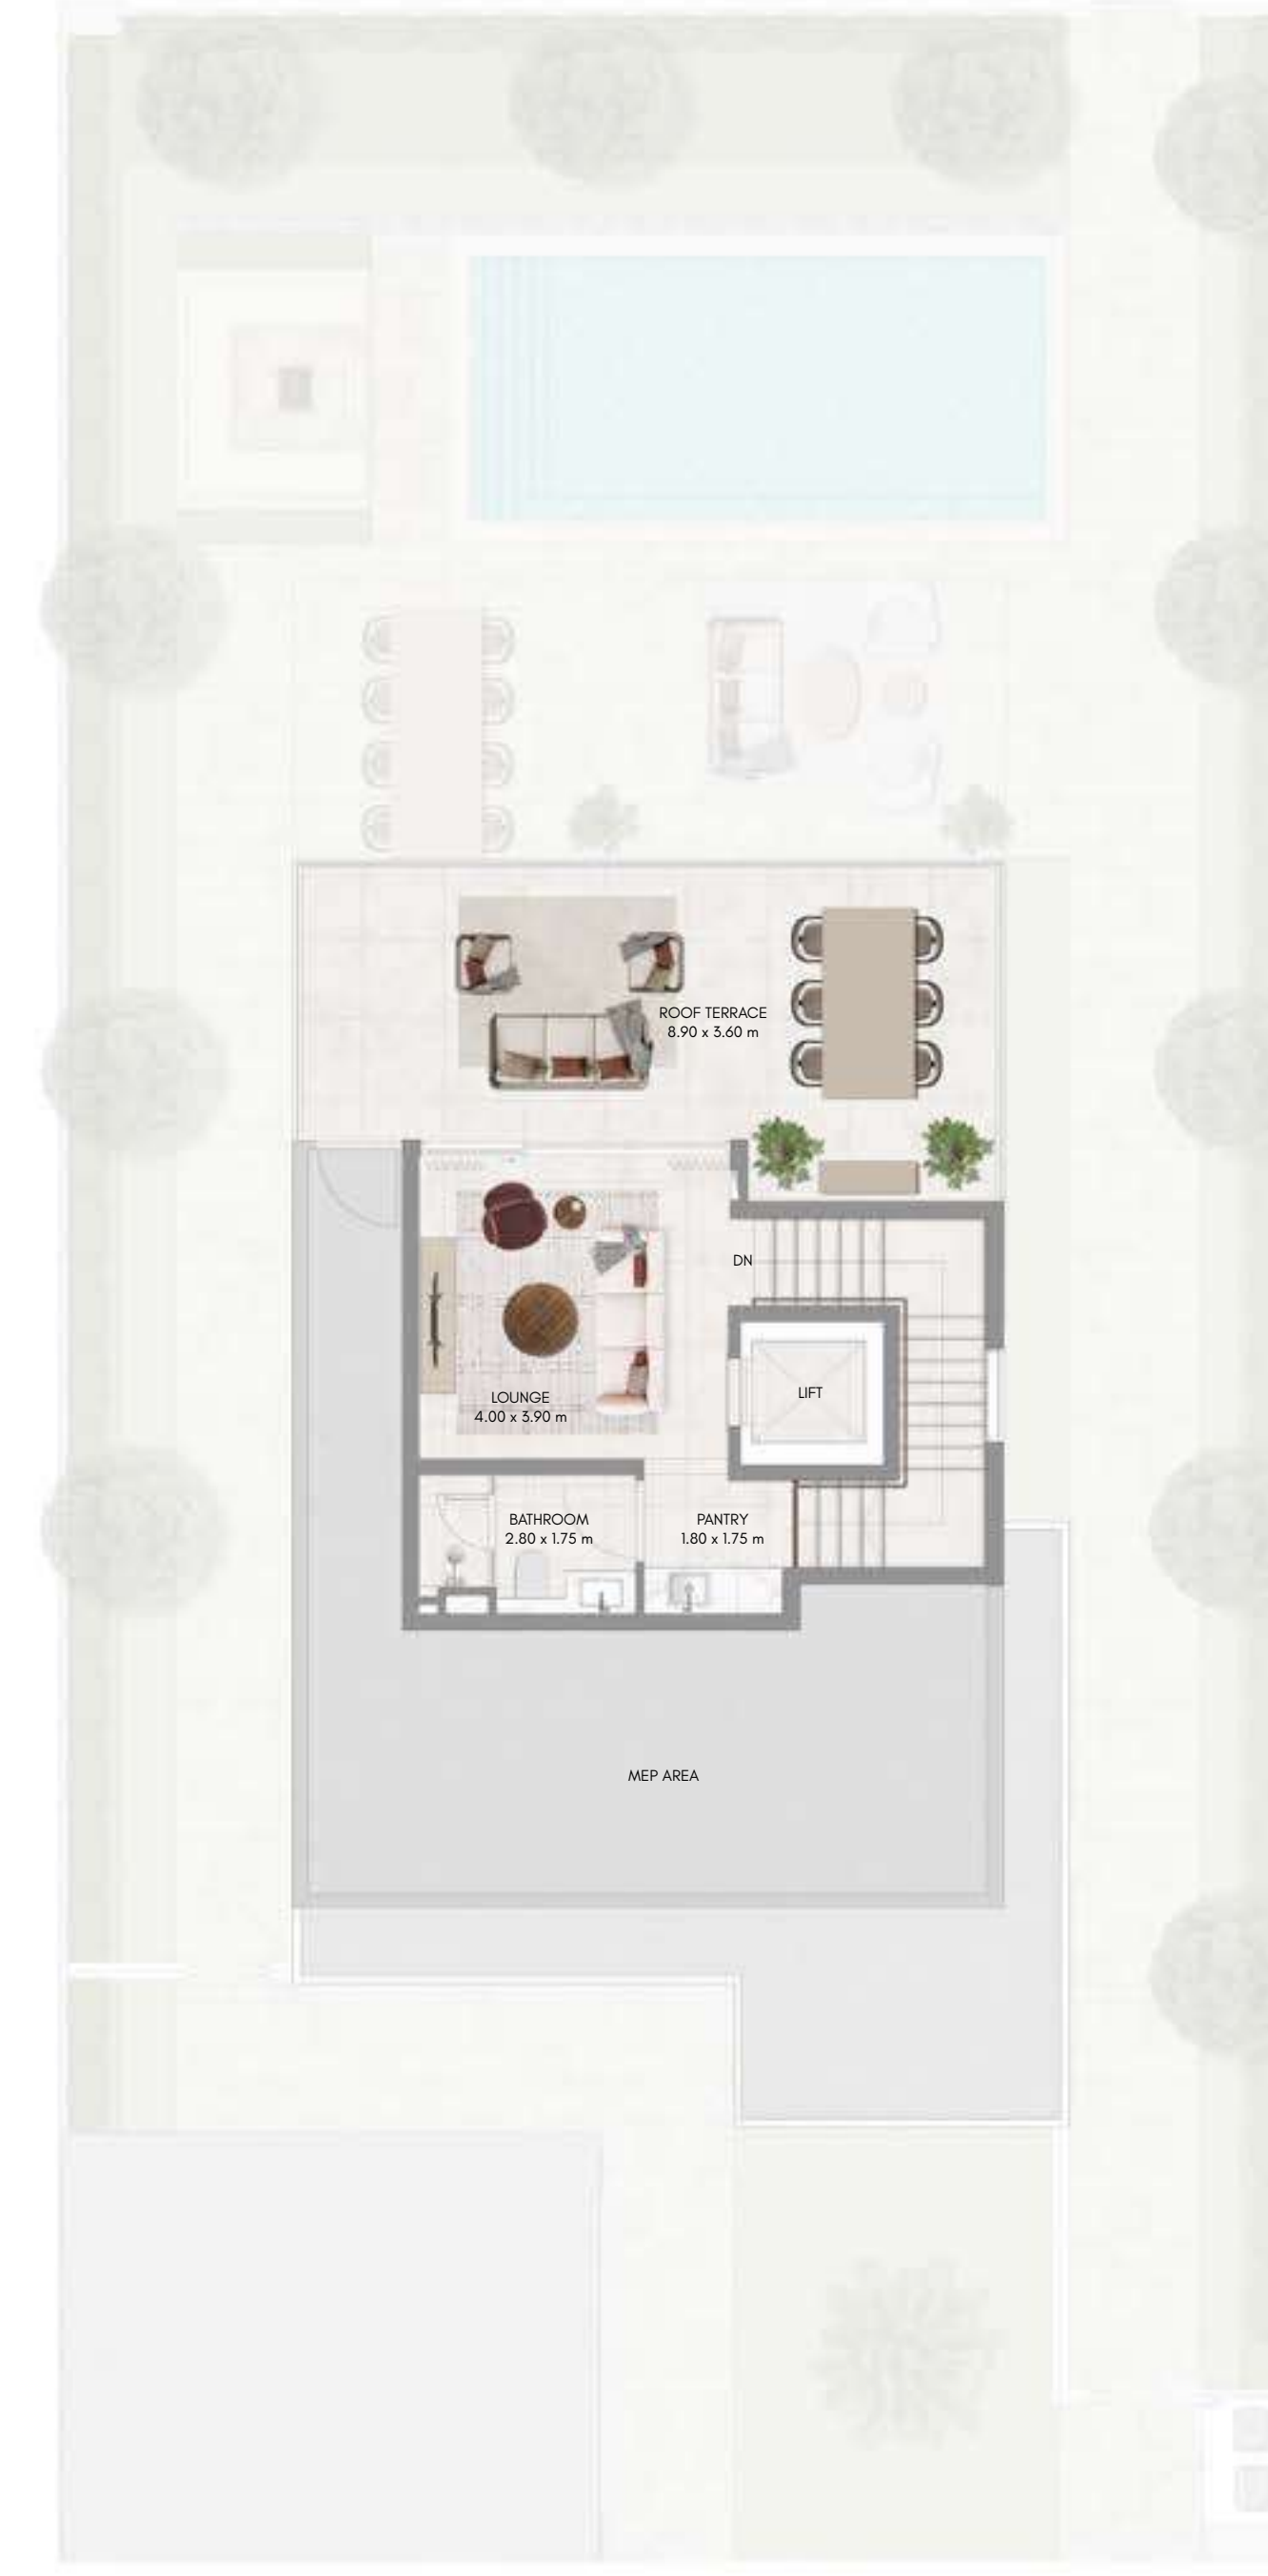 ROOF TERRACE
8.90 x 3.60 m
DN
LIFT
LOUNGE
4.00 x 3.90 m
BATHROOM
2.80 x 1.75 m
PANTRY
1.80 x 1.75 m
MEP AREA